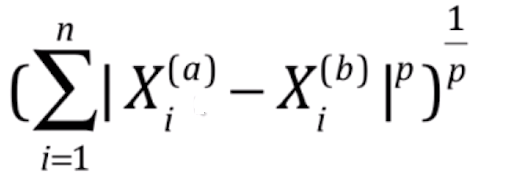 (∑_{i=1}^{n} | X_i^{(a)} − X_i^{(b)} |^p)^{1/p}